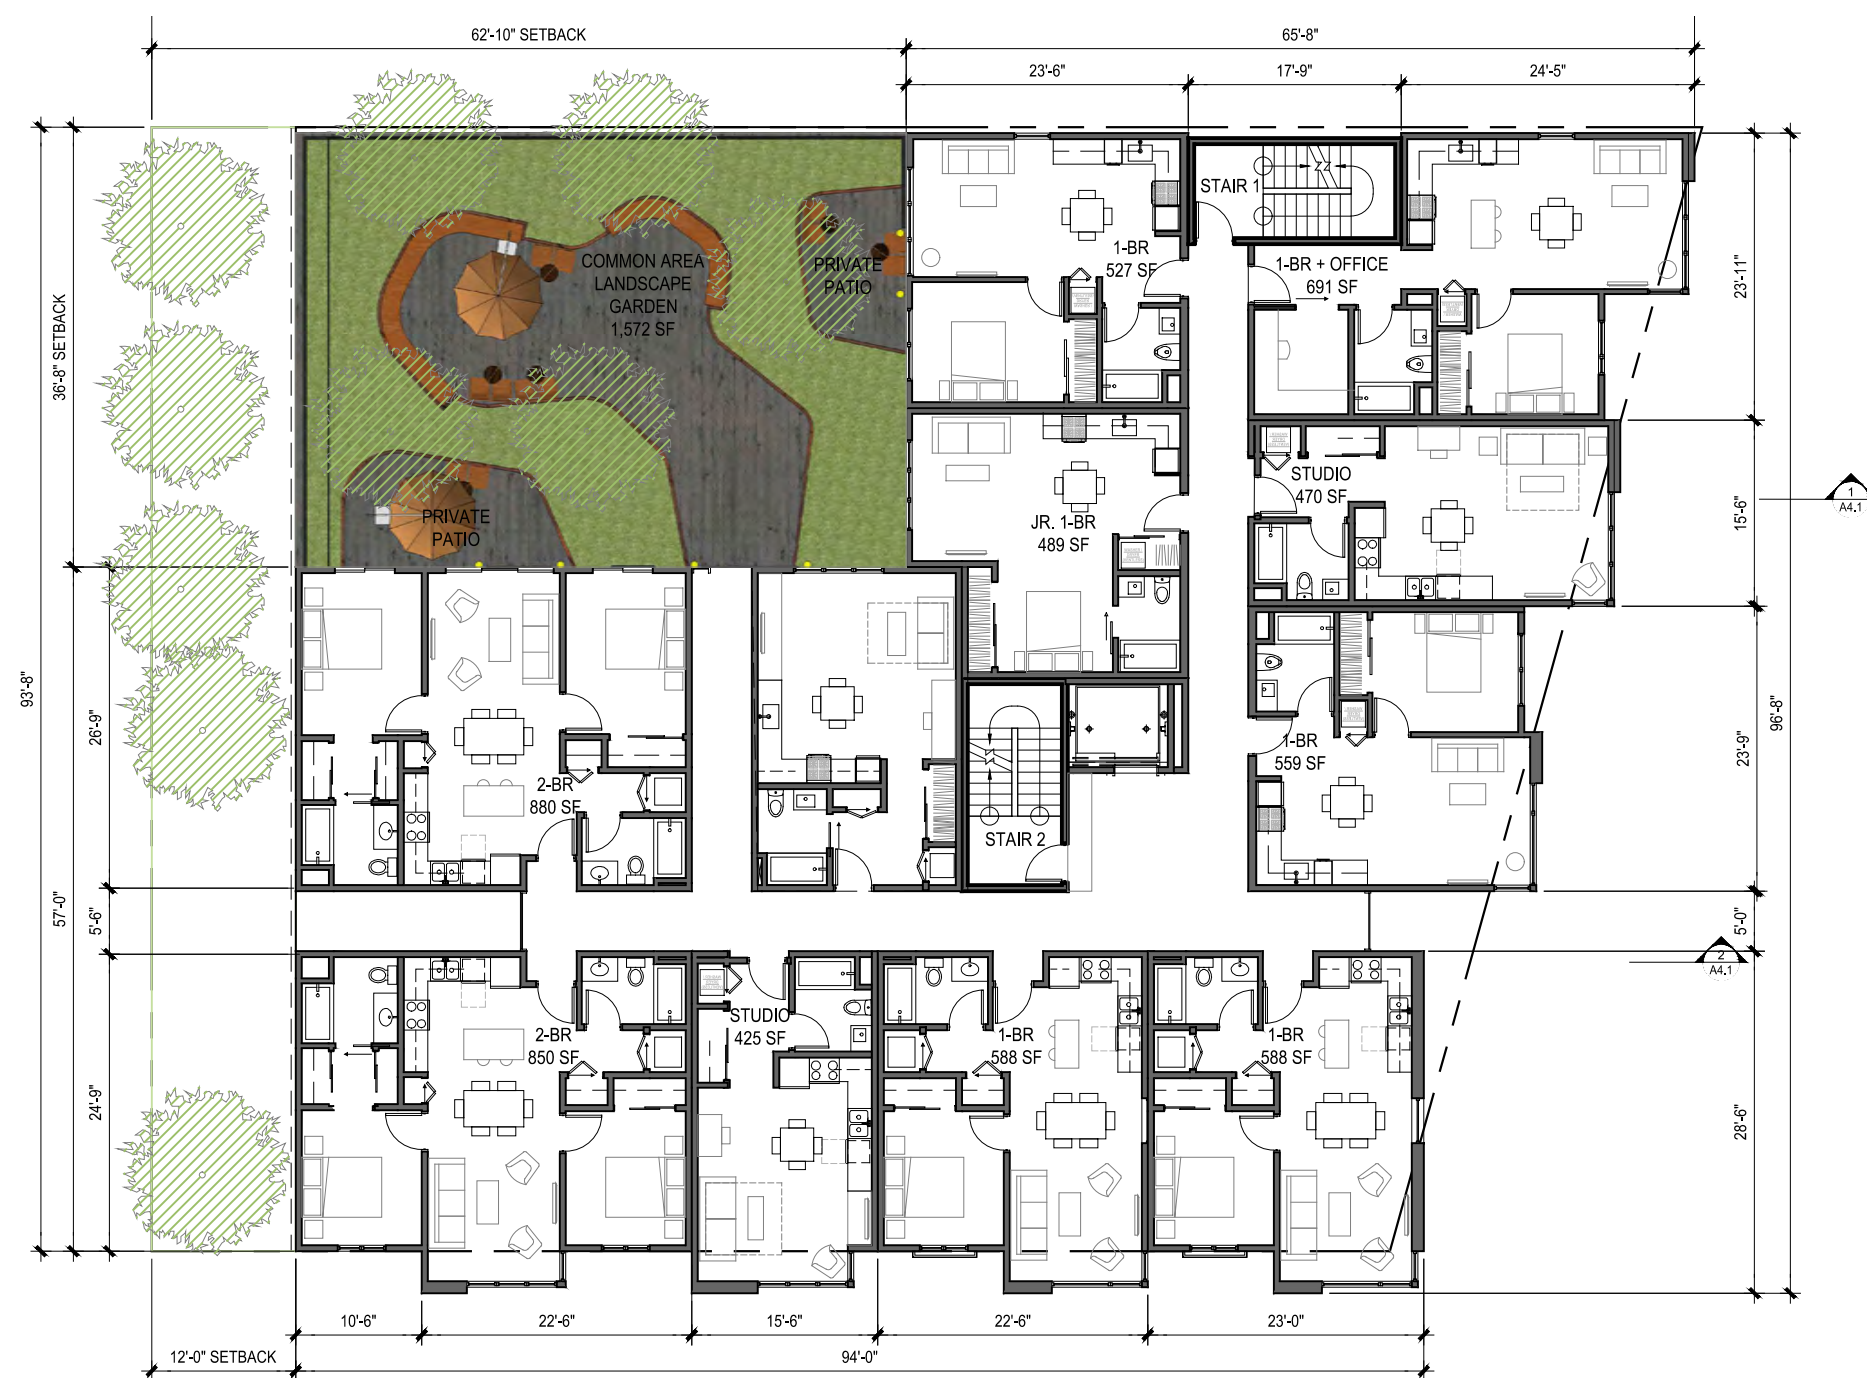 62'-10" SETBACK
65'-8"
23'-6"
17'-9"
24'-5"
STAIR 1
COMMON AREA
LANDSCAPE
GARDEN
1,572 SF
PRIVATE
PATIO
1-BR
527 SF
1-BR + OFFICE
691 SF
23'-11"
36'-8" SETBACK
STUDIO
470 SF
15'-6"
1
A4.1
PRIVATE
PATIO
JR. 1-BR
489 SF
93'-8"
26'-9"
96'-8"
1-BR
559 SF
23'-9"
2-BR
880 SF
STAIR 2
57'-0"
5'-6"
5'-0"
2
A4.1
2-BR
850 SF
STUDIO
425 SF
1-BR
588 SF
1-BR
588 SF
24'-9"
28'-6"
10'-6"
22'-6"
15'-6"
22'-6"
23'-0"
12'-0" SETBACK
94'-0"